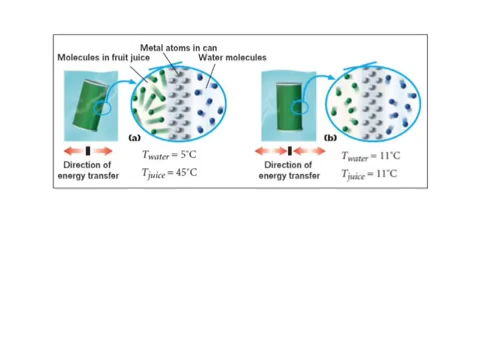 Metal atoms in can
Molecules in fruit juice
Water molecules
(a)
Direction of
energy transfer
Twater = 5°C
Tjuice = 45°C
(b)
Direction of
energy transfer
Twater = 11°C
Tjuice = 11°C